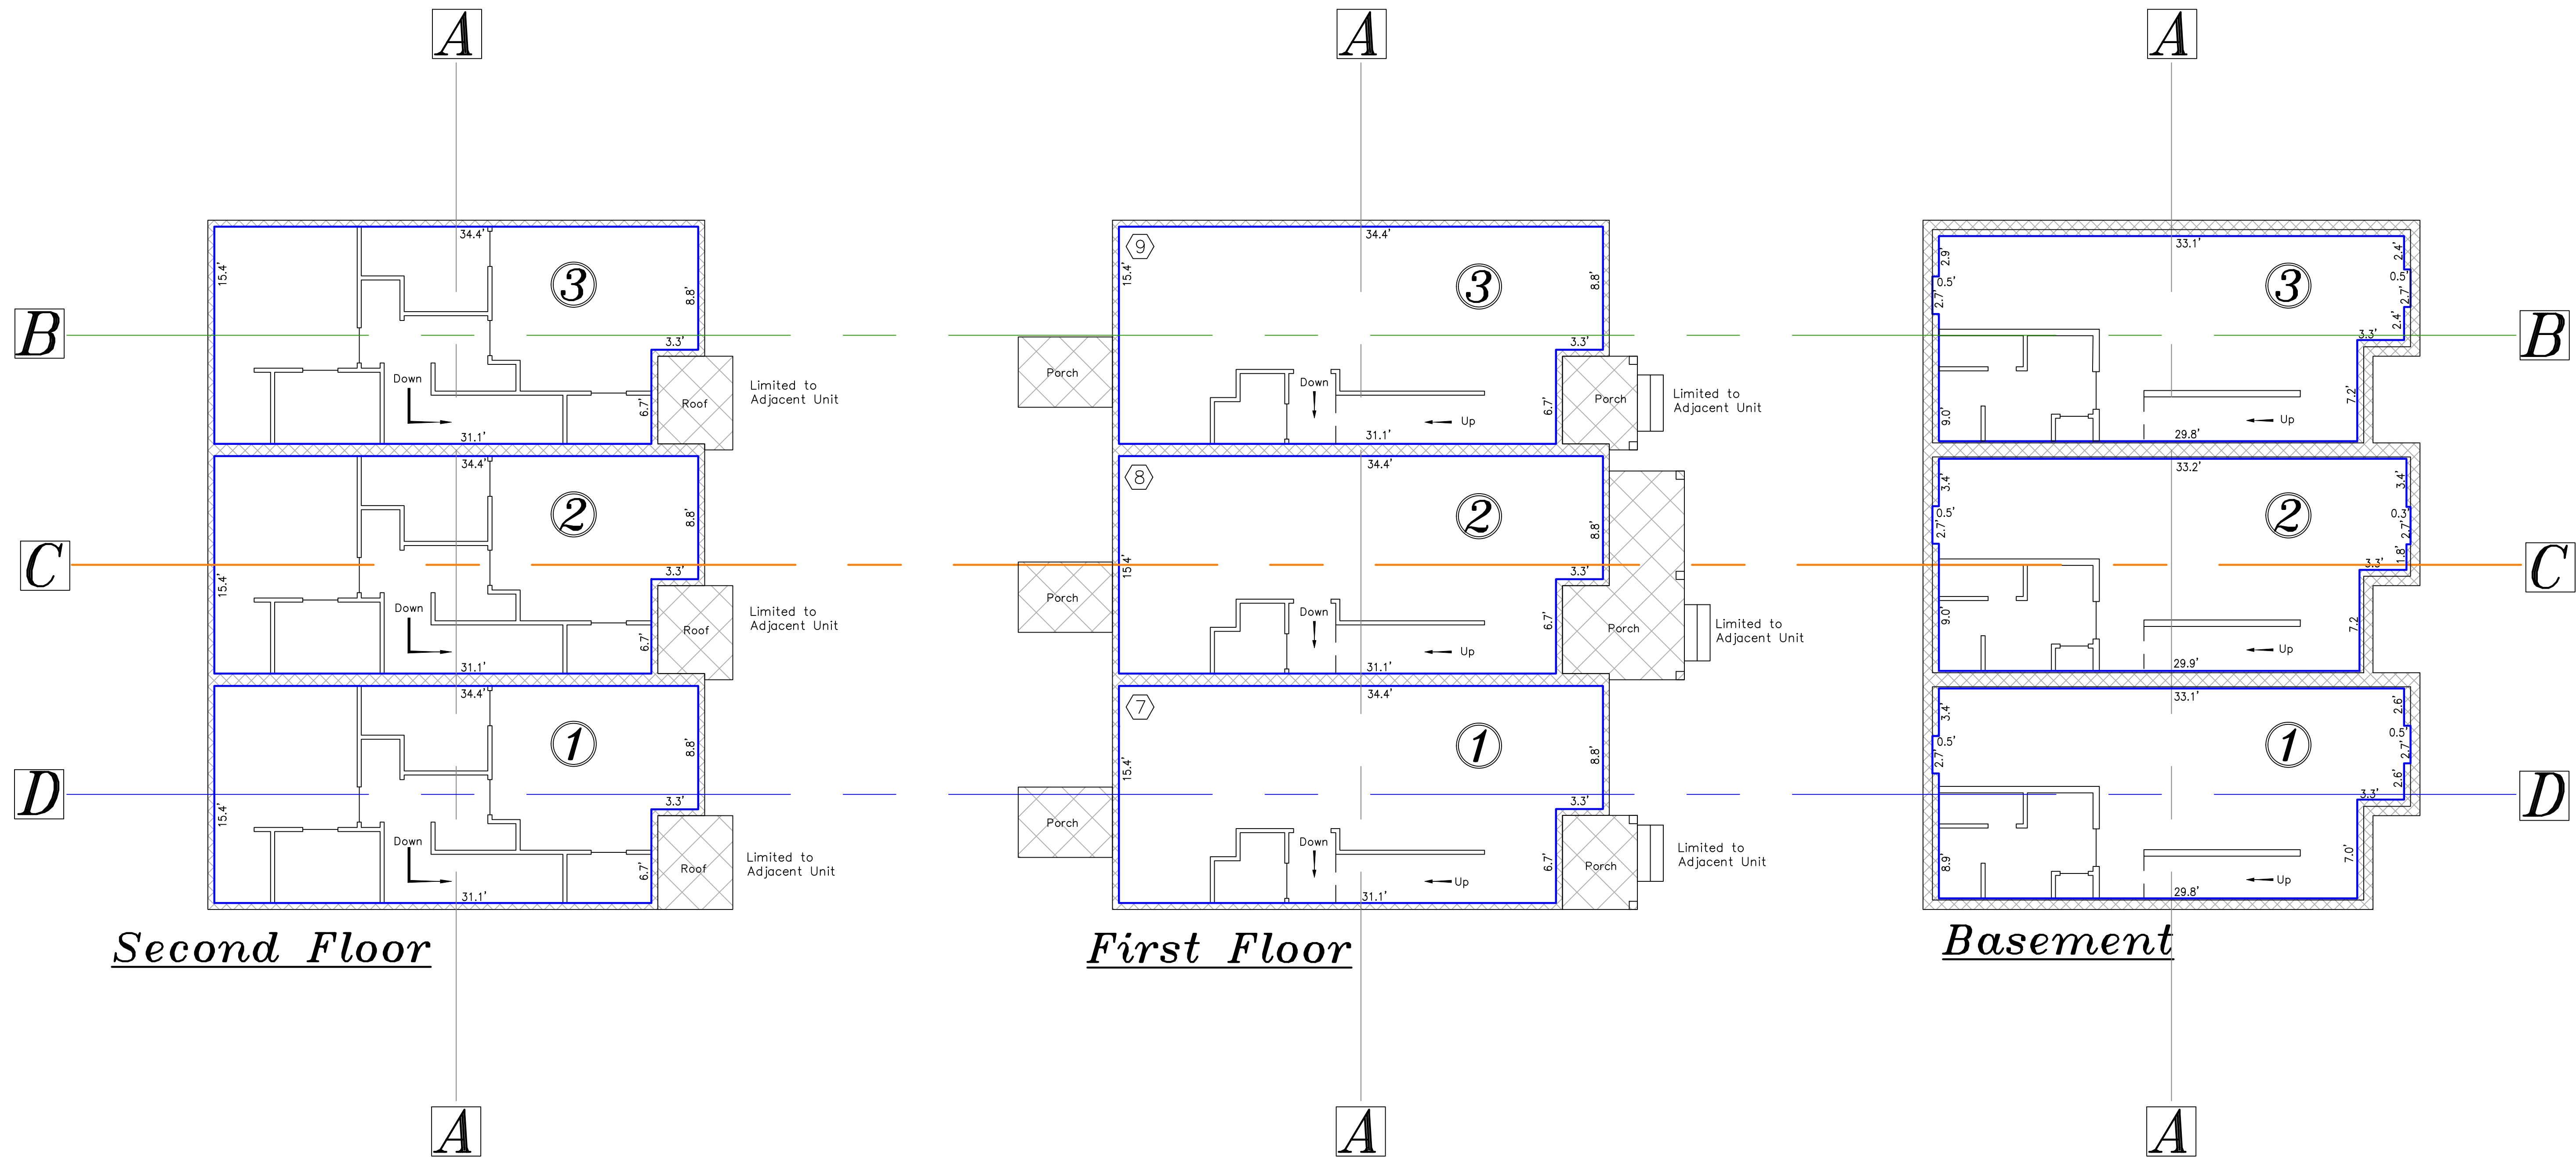 A
A
A
34.4'
15.4'
3
8.8'
3.3'
Down
6.7'
31.1'
Roof
Limited to
Adjacent Unit
34.4'
2
8.8'
15.4'
3.3'
Down
6.7'
31.1'
Roof
Limited to
Adjacent Unit
34.4'
1
8.8'
15.4'
3.3'
Down
6.7'
31.1'
Roof
Limited to
Adjacent Unit
Second Floor
B
C
D
9
34.4'
15.4'
3
8.8'
3.3'
Porch
Down
Up
6.7'
31.1'
Porch
Limited to
Adjacent Unit
8
34.4'
2
8.8'
15.4'
3.3'
Porch
Down
Up
6.7'
31.1'
Porch
Limited to
Adjacent Unit
7
34.4'
1
15.4'
8.8'
3.3'
Porch
Down
Up
6.7'
31.1'
Porch
Limited to
Adjacent Unit
First Floor
33.1'
2.9'
0.5'
2.7'
9.0'
3
2.4'
0.5'
2.7'
2.4'
3.3'
7.2'
Up
29.8'
33.2'
3.4'
0.5'
2.7'
9.0'
2
3.4'
0.3'
2.7'
1.8'
3.3'
7.2
Up
29.9'
33.1'
3.4'
0.5'
2.7'
8.9'
1
2.6'
0.5'
2.7'
2.6'
3.3'
7.0'
Up
29.8'
Basement
B
C
D
A
A
A